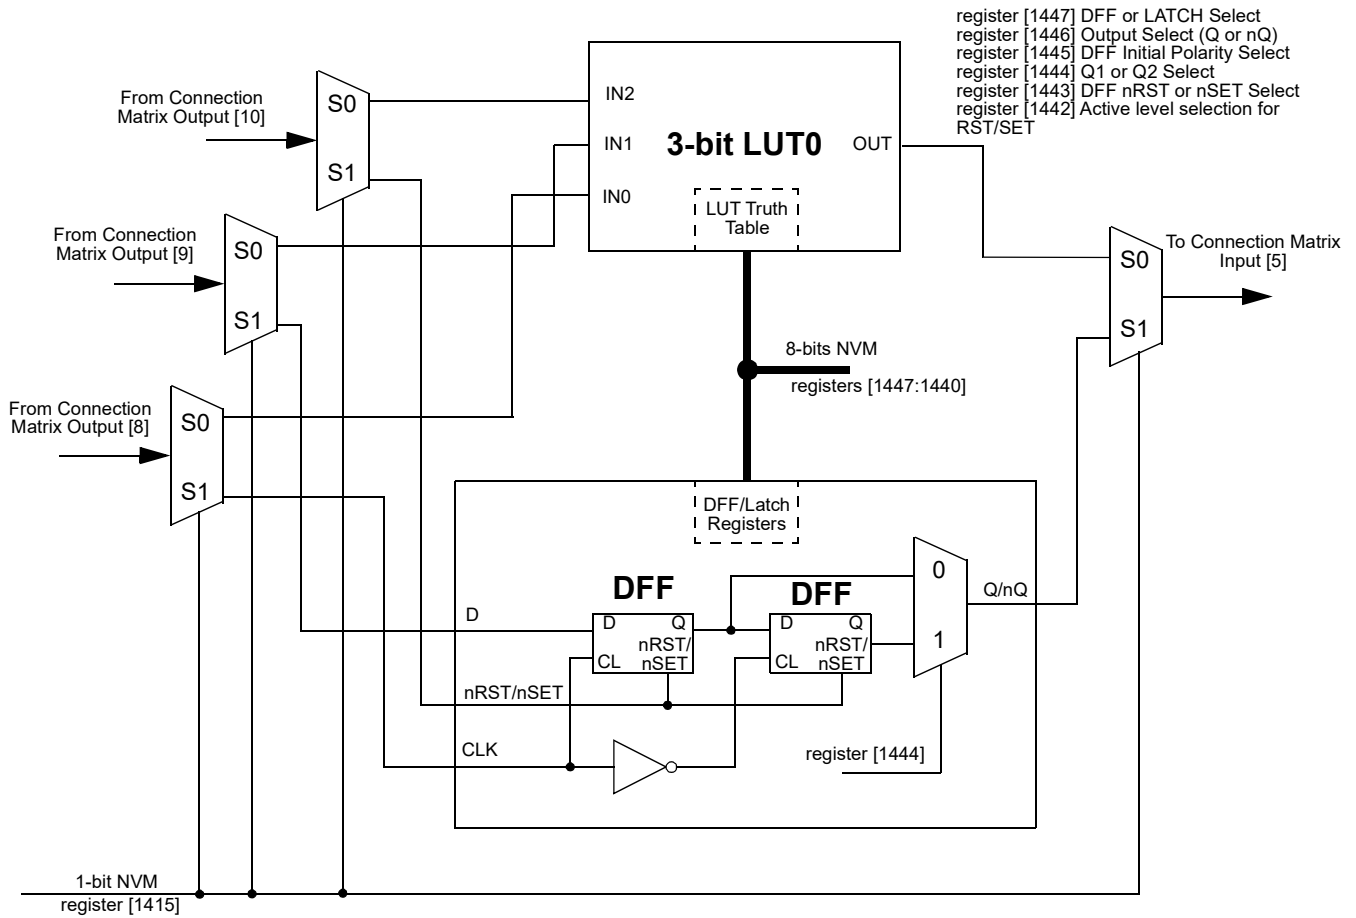 register [1447] DFF or LATCH Select
register [1446] Output Select (Q or nQ)
register [1445] DFF Initial Polarity Select
register [1444] Q1 or Q2 Select
register [1443] DFF nRST or nSET Select
register [1442] Active level selection for
RST/SET
From Connection
Matrix Output [10]
S0
S1
IN2
IN1
IN0
3-bit LUT0
OUT
LUT Truth
Table
From Connection
Matrix Output [9]
S0
S1
To Connection Matrix
Input [5]
S0
S1
8-bits NVM
registers [1447:1440]
From Connection
Matrix Output [8]
S0
S1
DFF/Latch
Registers
DFF
DFF
0
1
Q/nQ
D
D
Q
nRST/
nSET
CL
D
Q
nRST/
nSET
CL
nRST/nSET
CLK
register [1444]
1-bit NVM
register [1415]